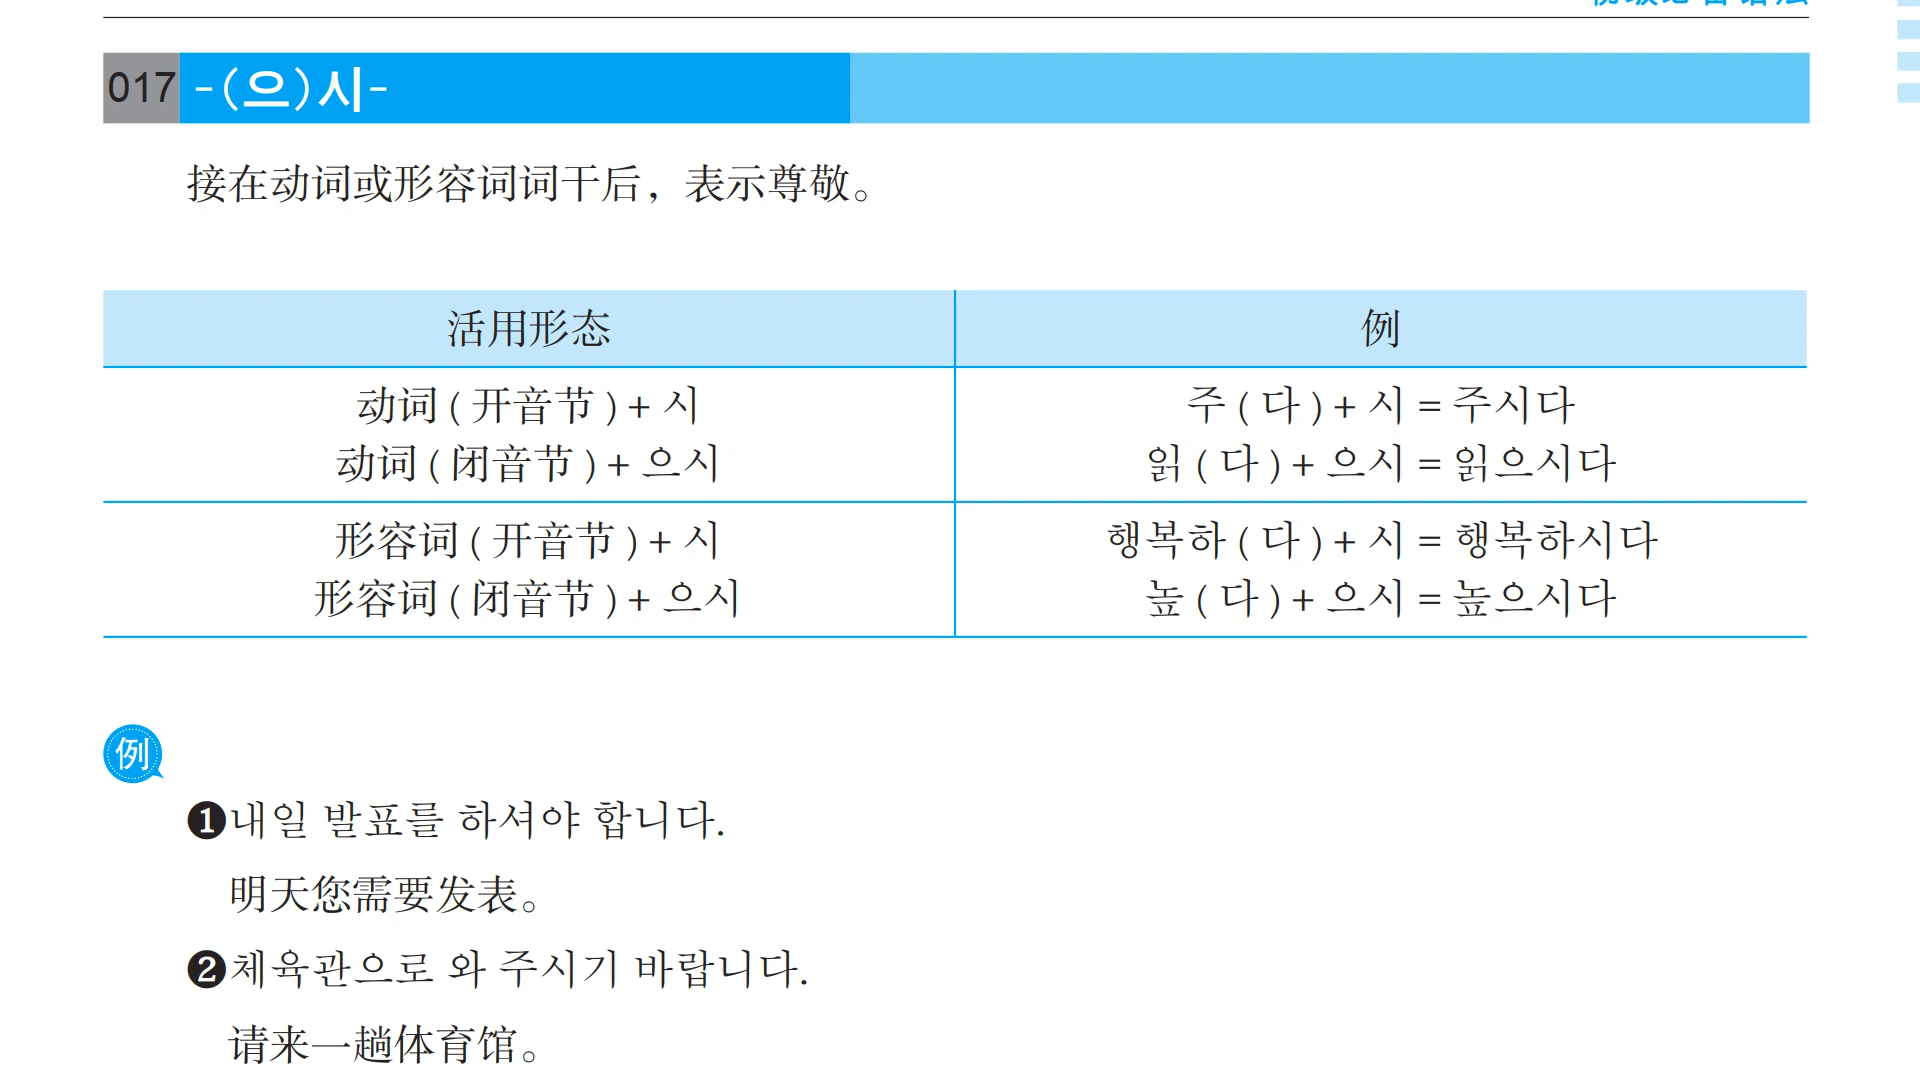 017 -(으)시-
接在动词或形容词词干后，表示尊敬。
活用形态 例
动词 ( 开音节 )+ 시 주 ( 다 )+ 시 = 주시다
动词 ( 闭音节 )+ 으시 읽 ( 다 )+ 으시 = 읽으시다
形容词 ( 开音节 )+ 시 행복하 ( 다 )+ 시 = 행복하시다
形容词 ( 闭音节 )+ 으시 높 ( 다 )+ 으시 = 높으시다
例
❶내일 발표를 하셔야 합니다.
明天您需要发表。
❷체육관으로 와 주시기 바랍니다.
请来一趟体育馆。